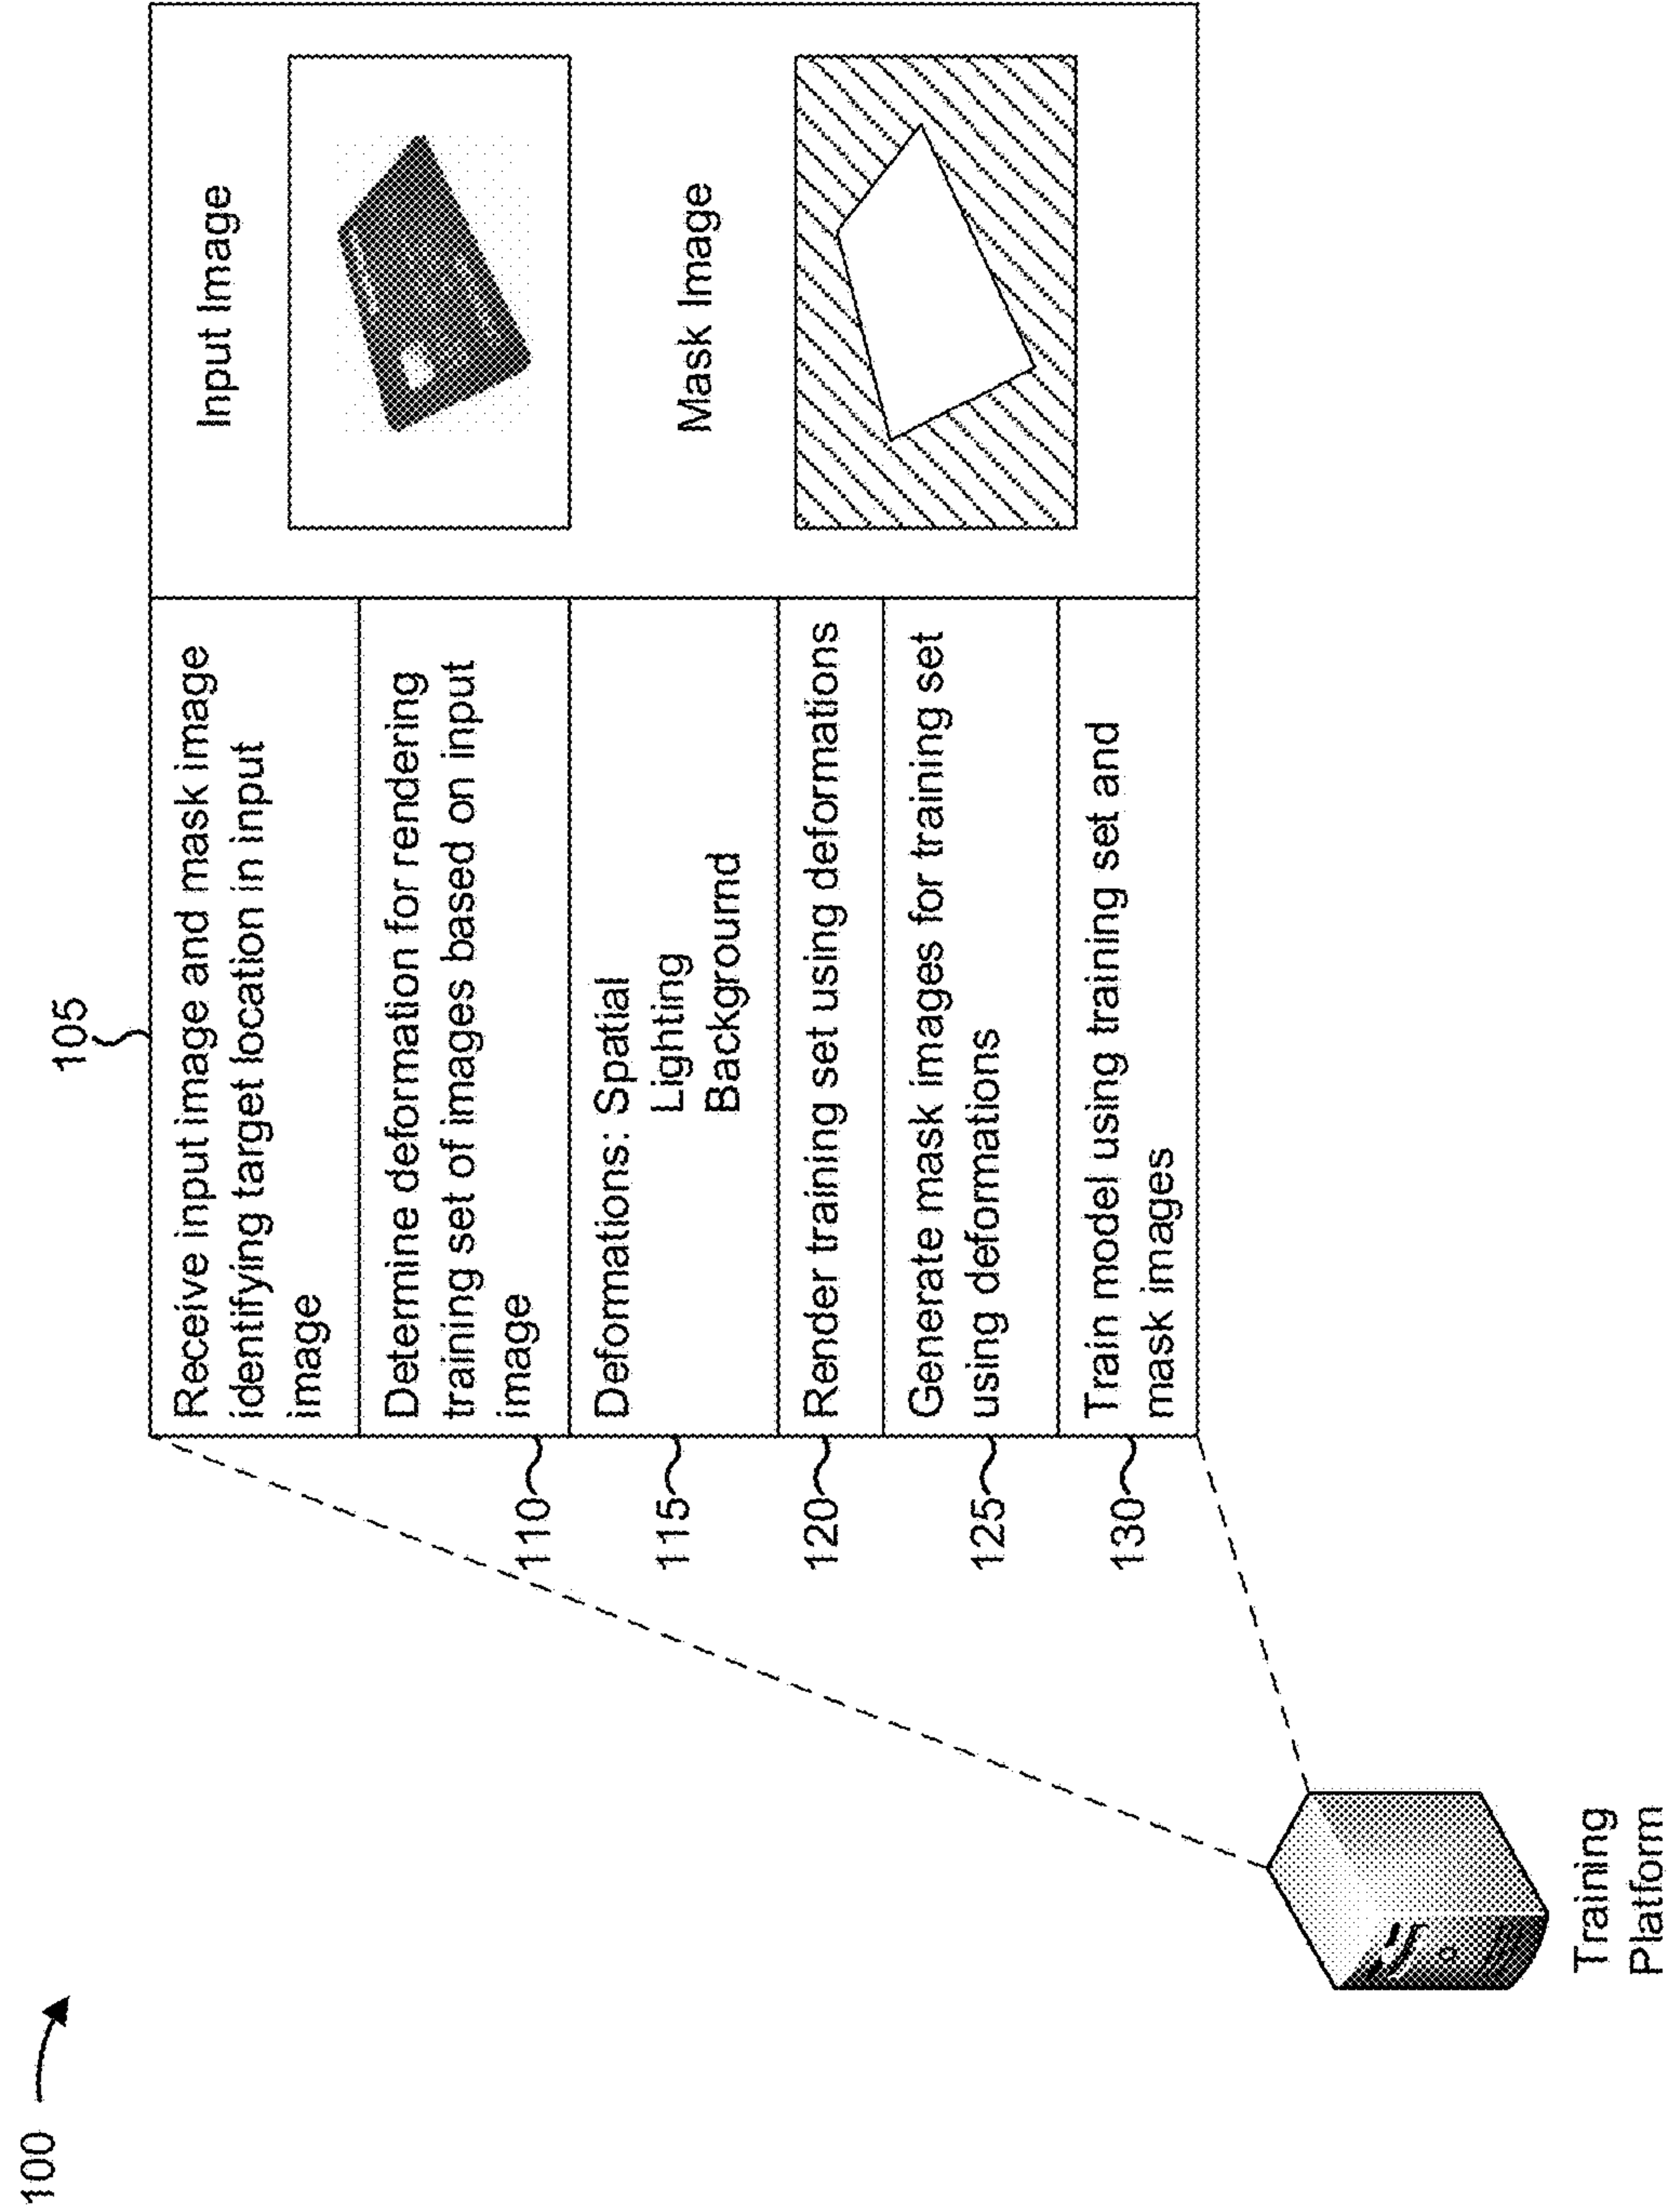 100
105
Receive input image and mask image
identifying target location in input
image
Input Image
110
Determine deformation for rendering
training set of images based on input
image
115
Deformations: Spatial
Lighting
Background
Mask Image
120
Render training set using deformations
125
Generate mask images for training set
using deformations
130
Train model using training set and
mask images
Training
Platform